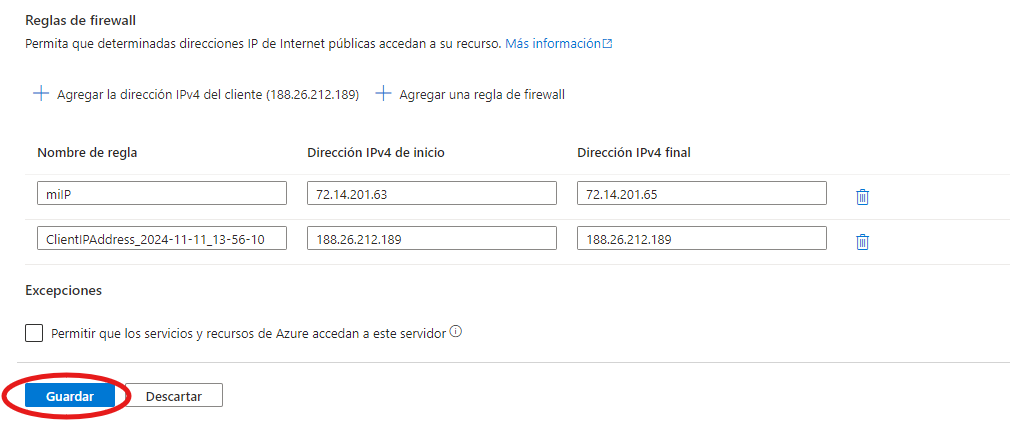 Reglas de firewall
Permita que determinadas direcciones IP de Internet públicas accedan a su recurso. Más información
Agregar la dirección IPv4 del cliente (188.26.212.189) Agregar una regla de firewall
Nombre de regla Dirección IPv4 de inicio Dirección IPv4 final
miIP 72.14.201.63 72.14.201.65
ClientIPAddress_2024-11-11_13-56-10 188.26.212.189 188.26.212.189
Excepciones
Permitir que los servicios y recursos de Azure accedan a este servidor
Guardar Descartar